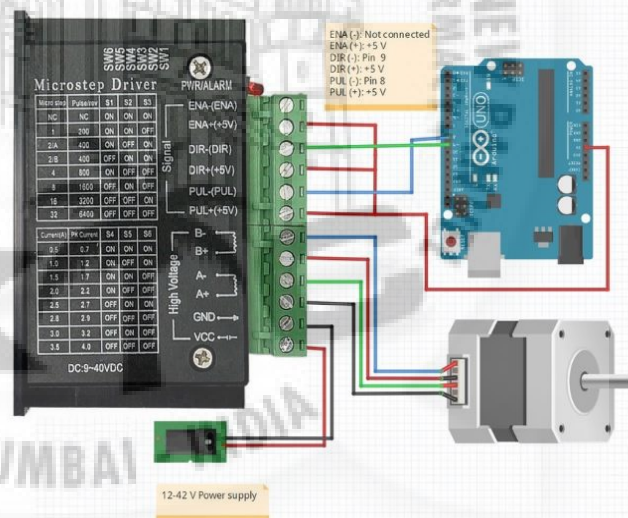 ENA (-): Not connected
ENA (+): +5 V
DIR (-): Pin 9
DIR (+): +5 V
PUL (-): Pin 8
PUL (+): +5 V
SW6
SW5
SW4
SW3
SW2
SW1
Microstep Driver
PWR/ALARM
Micro step Pulse/rev S1 S2 S3
NC NC ON ON ON
1 200 ON ON OFF
2/A 400 ON OFF ON
2/B 400 OFF ON ON
4 800 ON OFF OFF
8 1600 OFF ON OFF
16 3200 OFF OFF ON
32 6400 OFF OFF OFF
Current(A) PK Current S4 S5 S6
0.5 0.7 ON ON ON
1.0 1.2 ON OFF ON
1.5 1.7 ON ON OFF
2.0 2.2 ON OFF OFF
2.5 2.7 OFF ON ON
2.8 2.9 OFF OFF ON
3.0 3.2 OFF ON OFF
3.5 4.0 OFF OFF OFF
DC:9~40VDC
Signal
ENA-(ENA)
ENA+(+5V)
DIR-(DIR)
DIR+(+5V)
PUL-(PUL)
PUL+(+5V)
High Voltage
B-
B+
A-
A+
GND
VCC
UNO
12-42 V Power supply
UMBAI
INDIA